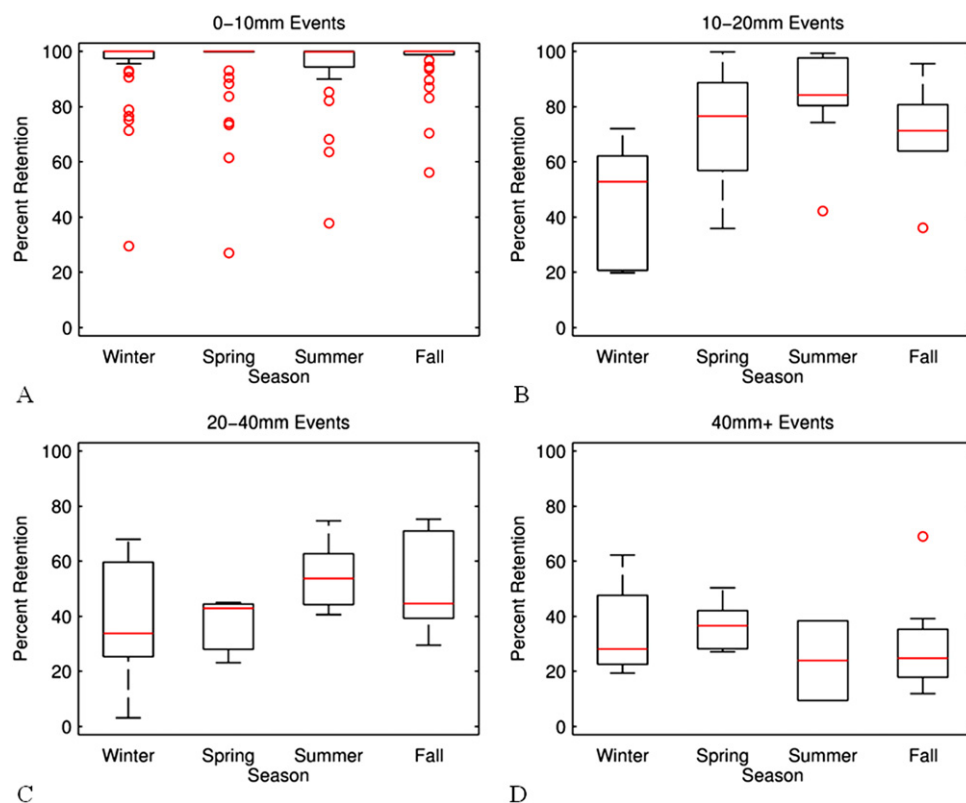 0-10mm Events
100
80
60
40
20
0
Percent Retention
Winter Spring Summer Fall
Season
A
10-20mm Events
100
80
60
40
20
0
Percent Retention
Winter Spring Summer Fall
Season
B
20-40mm Events
100
80
60
40
20
0
Percent Retention
Winter Spring Summer Fall
Season
C
40mm+ Events
100
80
60
40
20
0
Percent Retention
Winter Spring Summer Fall
Season
D